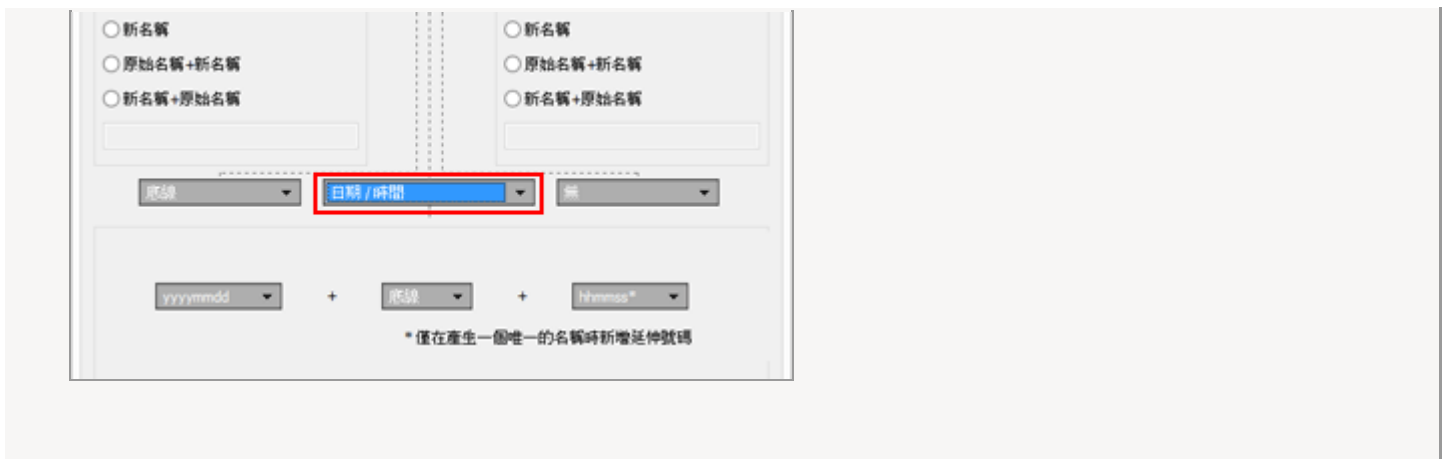 新名稱
新名稱
原始名稱+新名稱
原始名稱+新名稱
新名稱+原始名稱
新名稱+原始名稱
底線
日期 / 時間
無
yyyymmdd + 底線 + hhmmss*
* 僅在產生一個唯一的名稱時新增延伸號碼